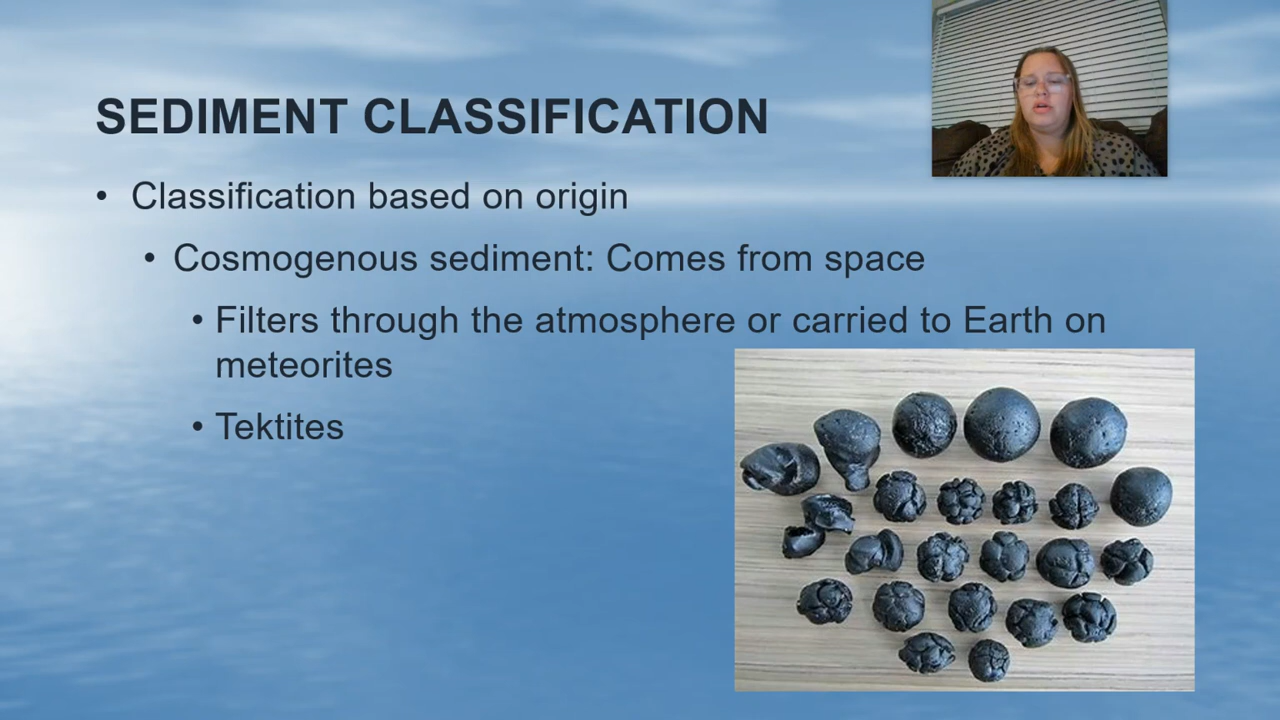 SEDIMENT CLASSIFICATION
• Classification based on origin
• Cosmogenous sediment: Comes from space
• Filters through the atmosphere or carried to Earth on
meteorites
• Tektites